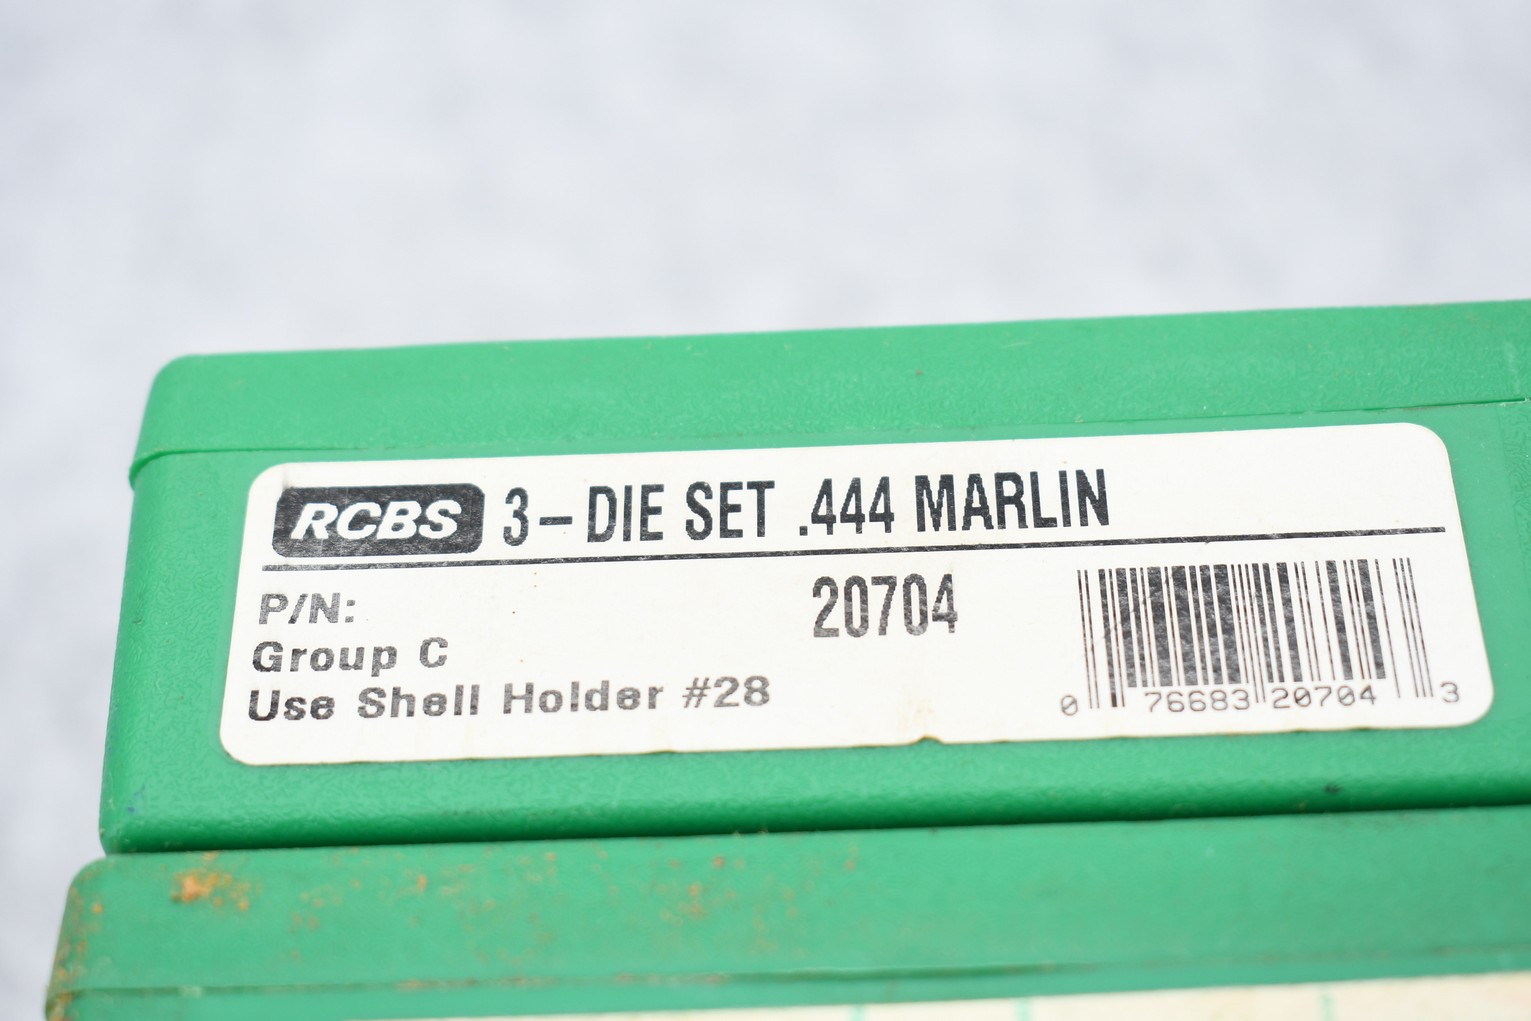 RCBS 3-DIE SET .444 MARLIN
P/N: 20704
Group C
Use Shell Holder #28
0 76683 20704 3